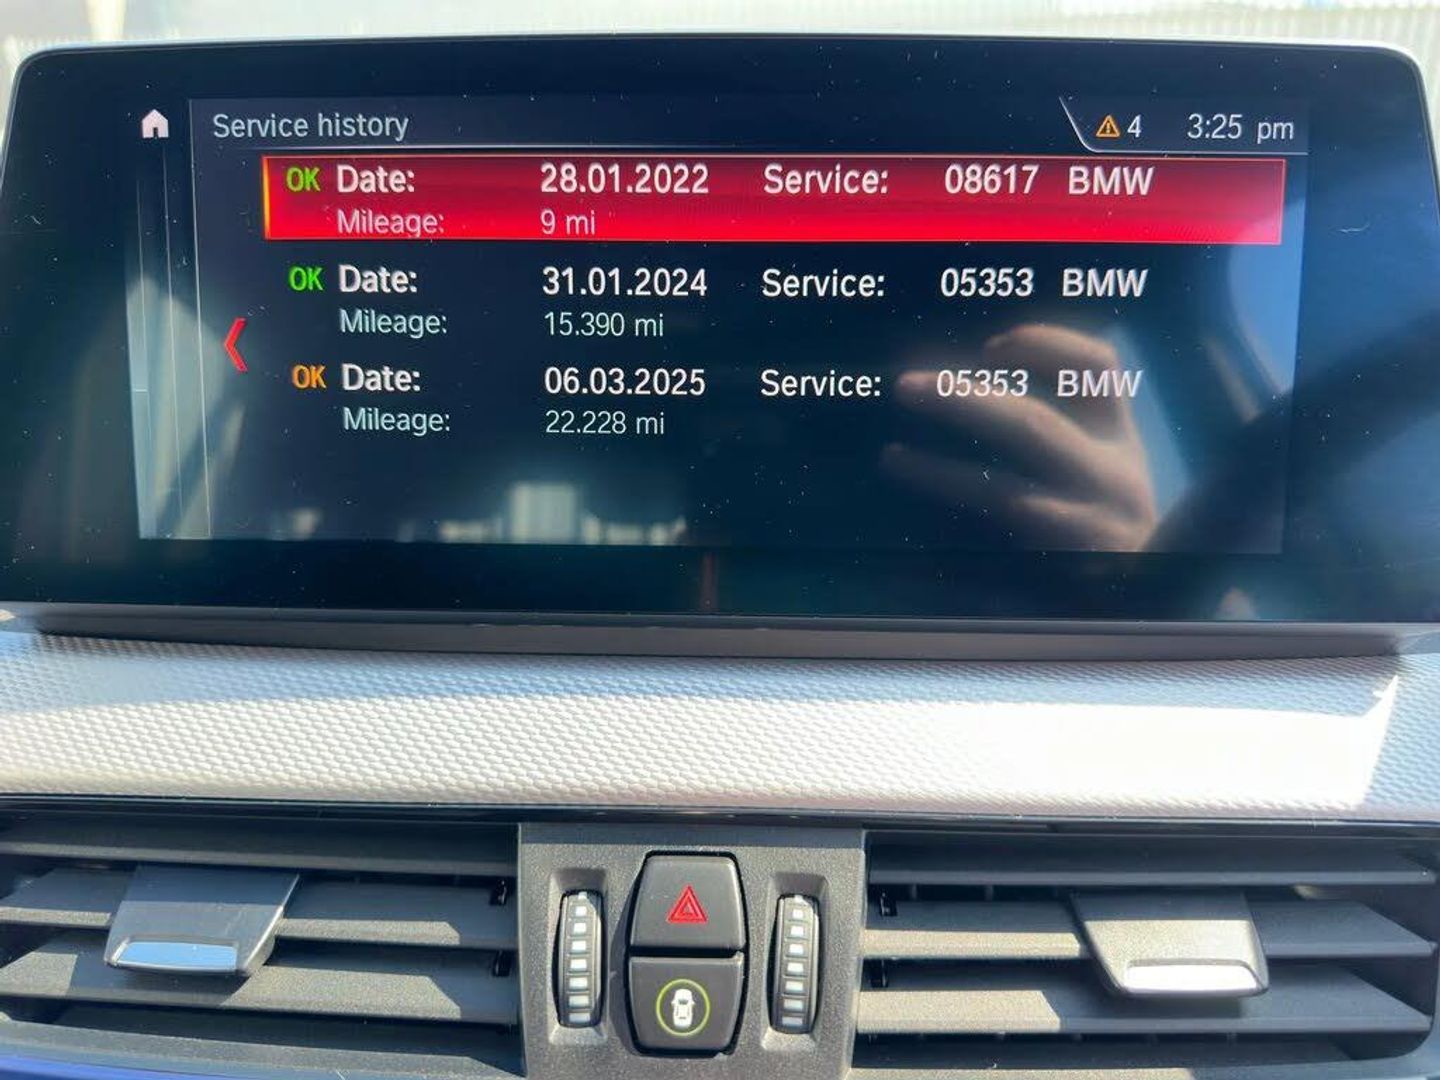 Service history 4 3:25 pm
OK Date: 28.01.2022 Service: 08617 BMW
Mileage: 9 mi
OK Date: 31.01.2024 Service: 05353 BMW
Mileage: 15.390 mi
OK Date: 06.03.2025 Service: 05353 BMW
Mileage: 22.228 mi